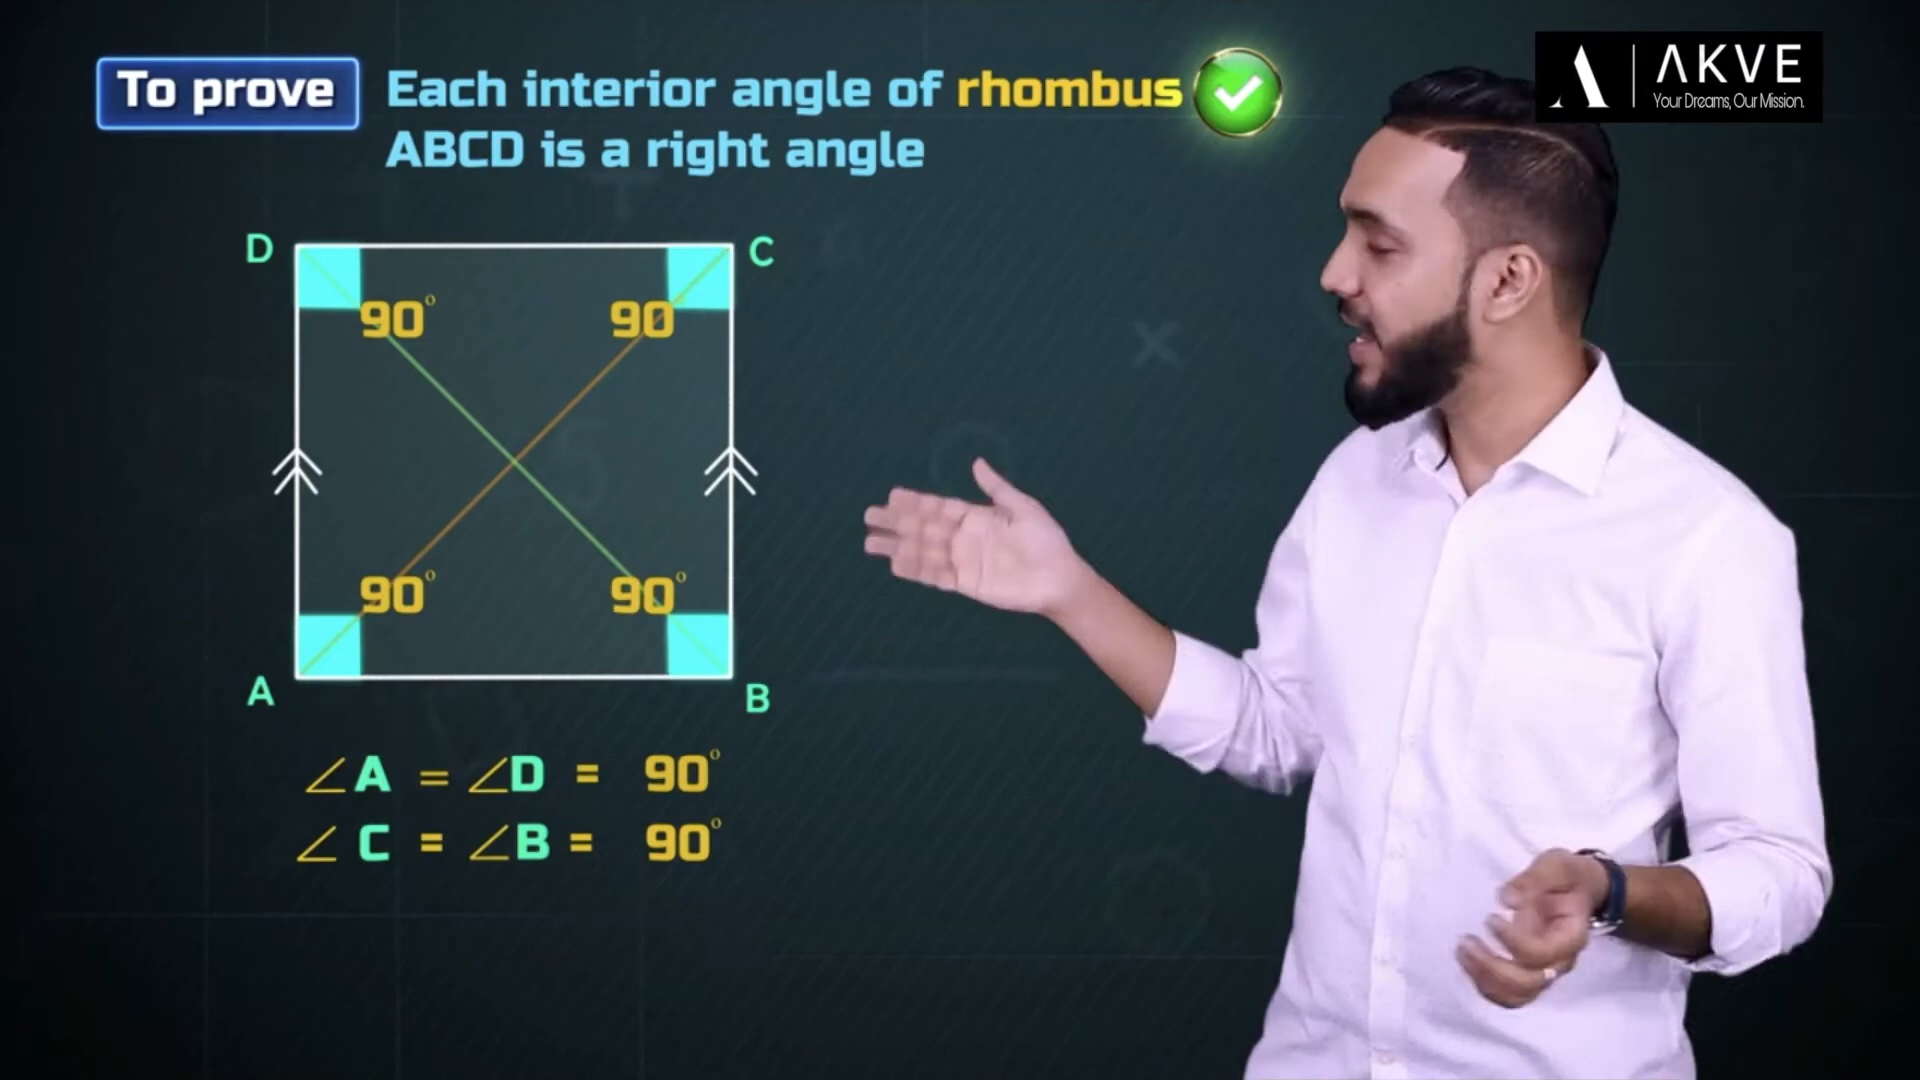 To prove
Each interior angle of rhombus
ABCD is a right angle
AKVE
Your Dreams, Our Mission.
D
C
90°
90
90°
90°
A
B
∠A = ∠D = 90°
∠C = ∠B = 90°